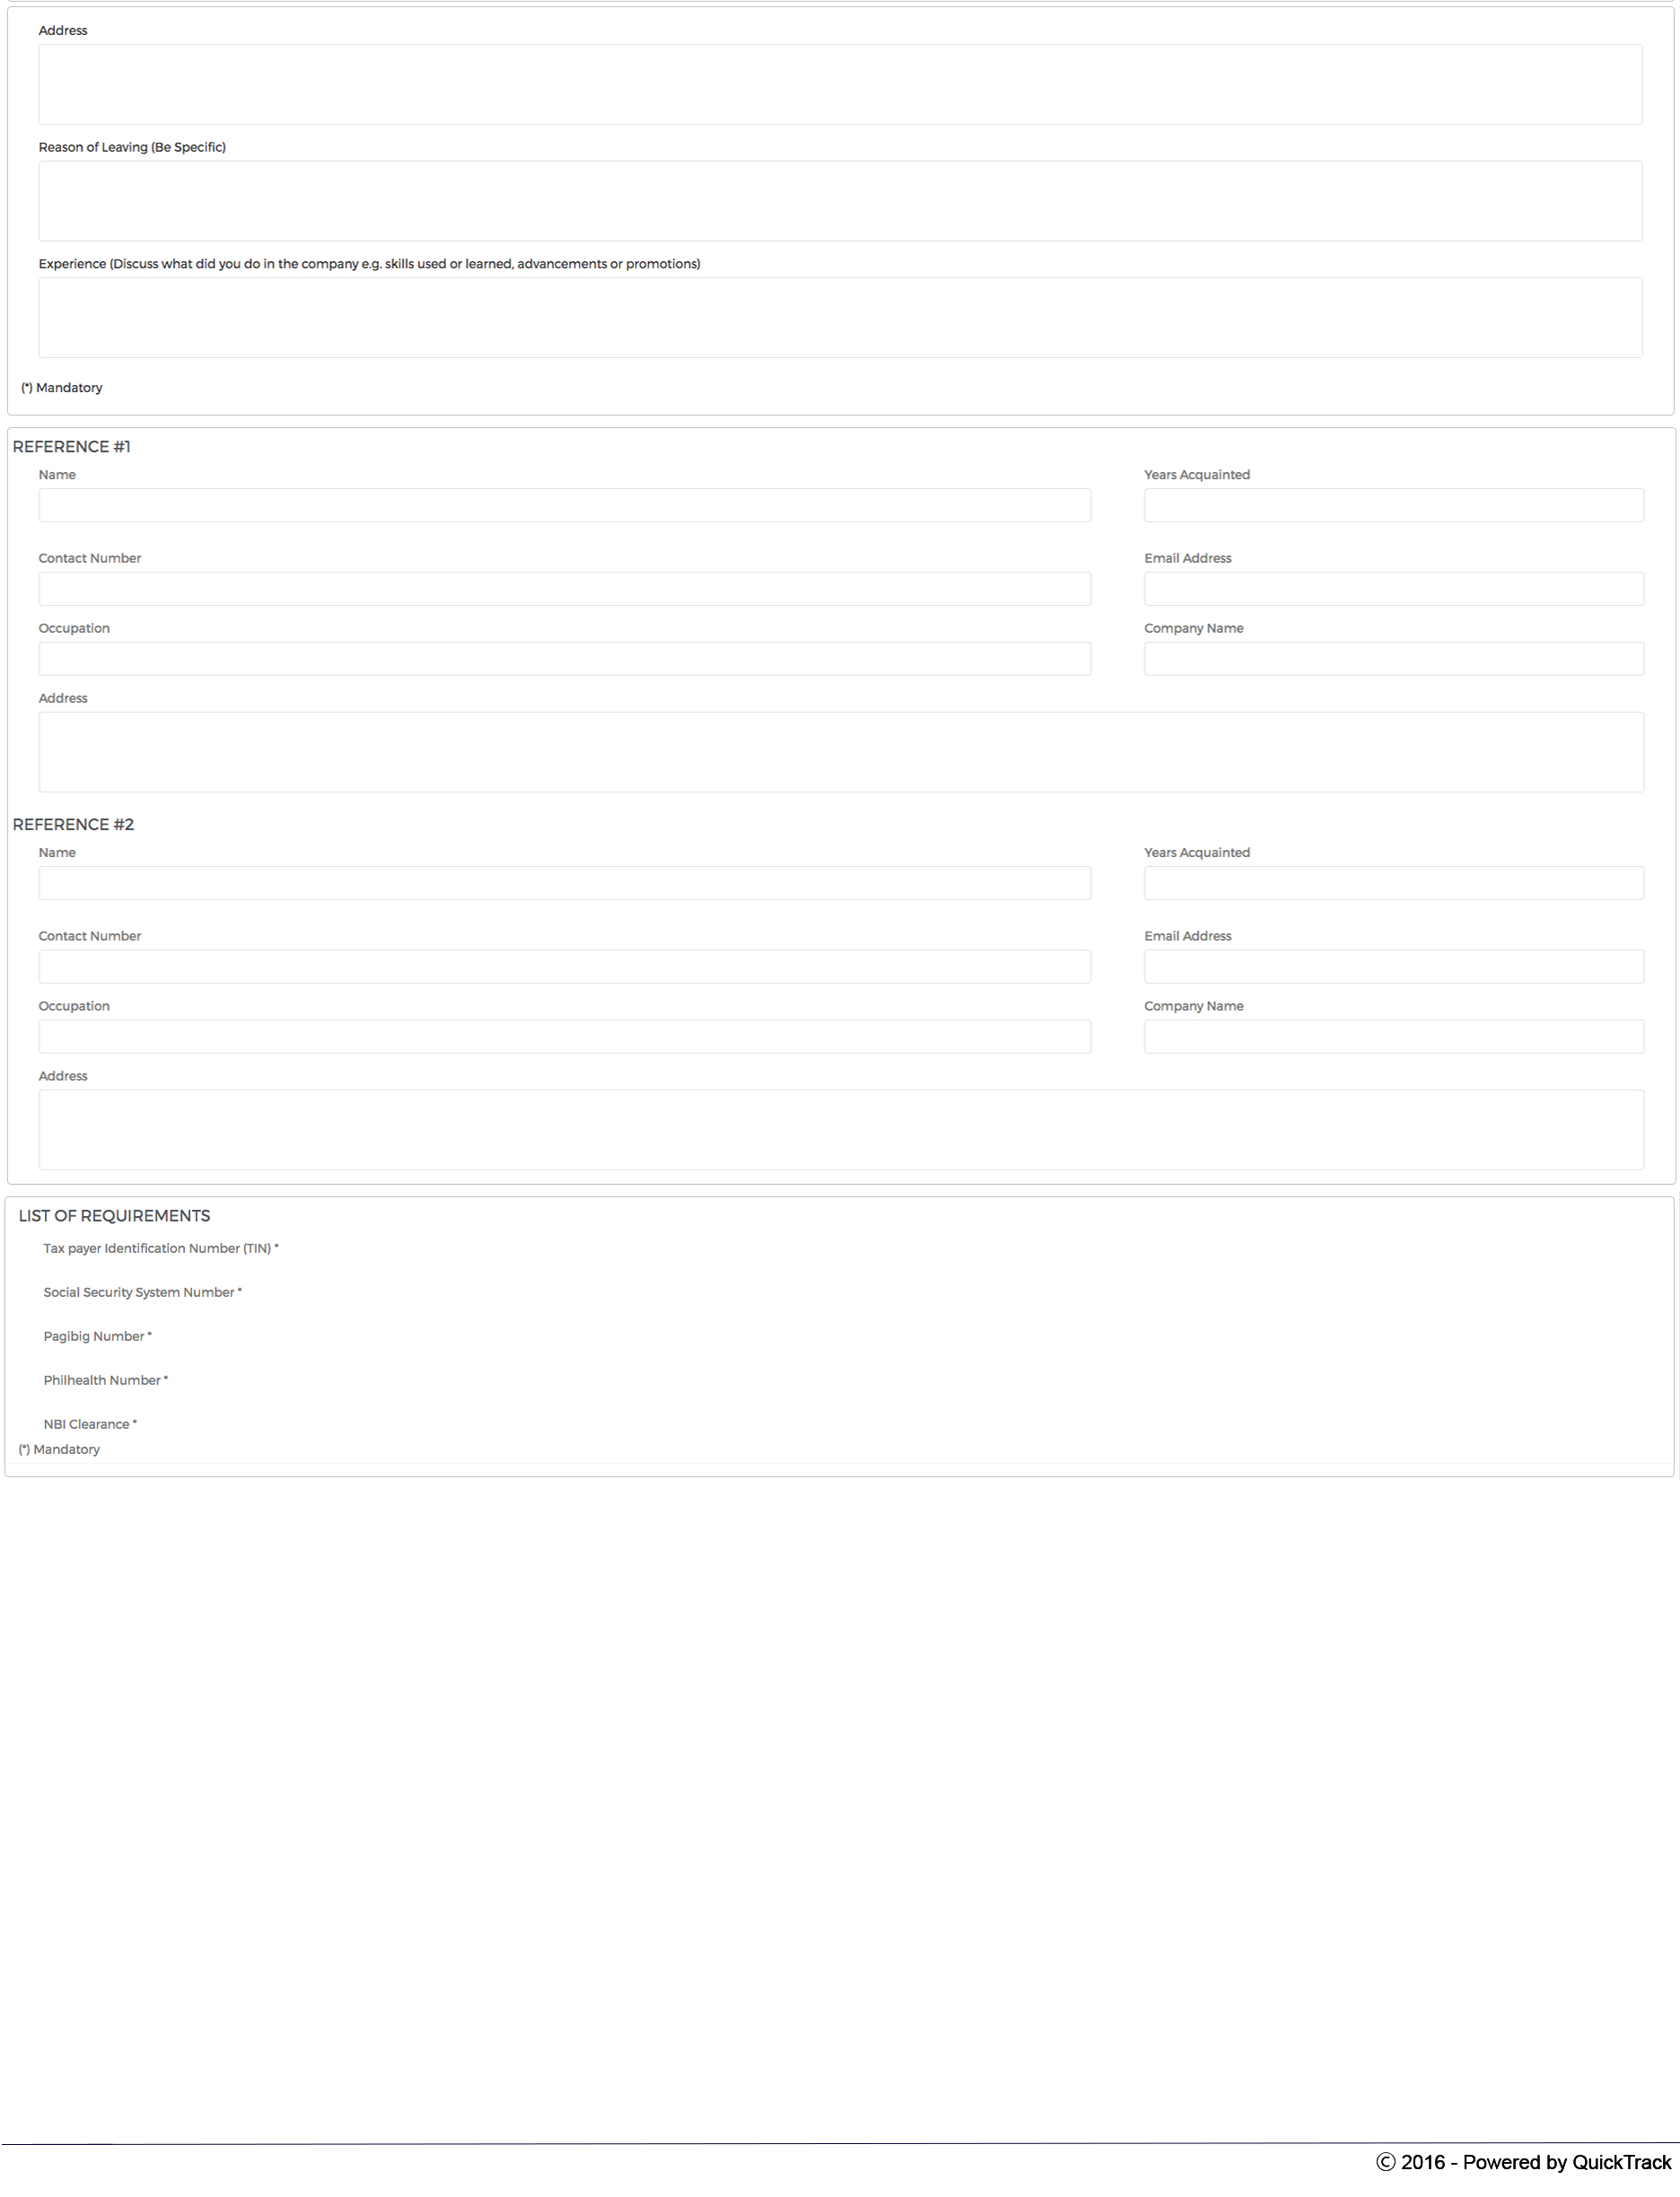 Address
Reason of Leaving (Be Specific)
Experience (Discuss what did you do in the company e.g. skills used or learned, advancements or promotions)
(*) Mandatory
REFERENCE #1
Name Years Acquainted
Contact Number Email Address
Occupation Company Name
Address
REFERENCE #2
Name Years Acquainted
Contact Number Email Address
Occupation Company Name
Address
LIST OF REQUIREMENTS
Tax payer Identification Number (TIN) *
Social Security System Number *
Pagibig Number *
Philhealth Number *
NBI Clearance *
(*) Mandatory
© 2016 - Powered by QuickTrack